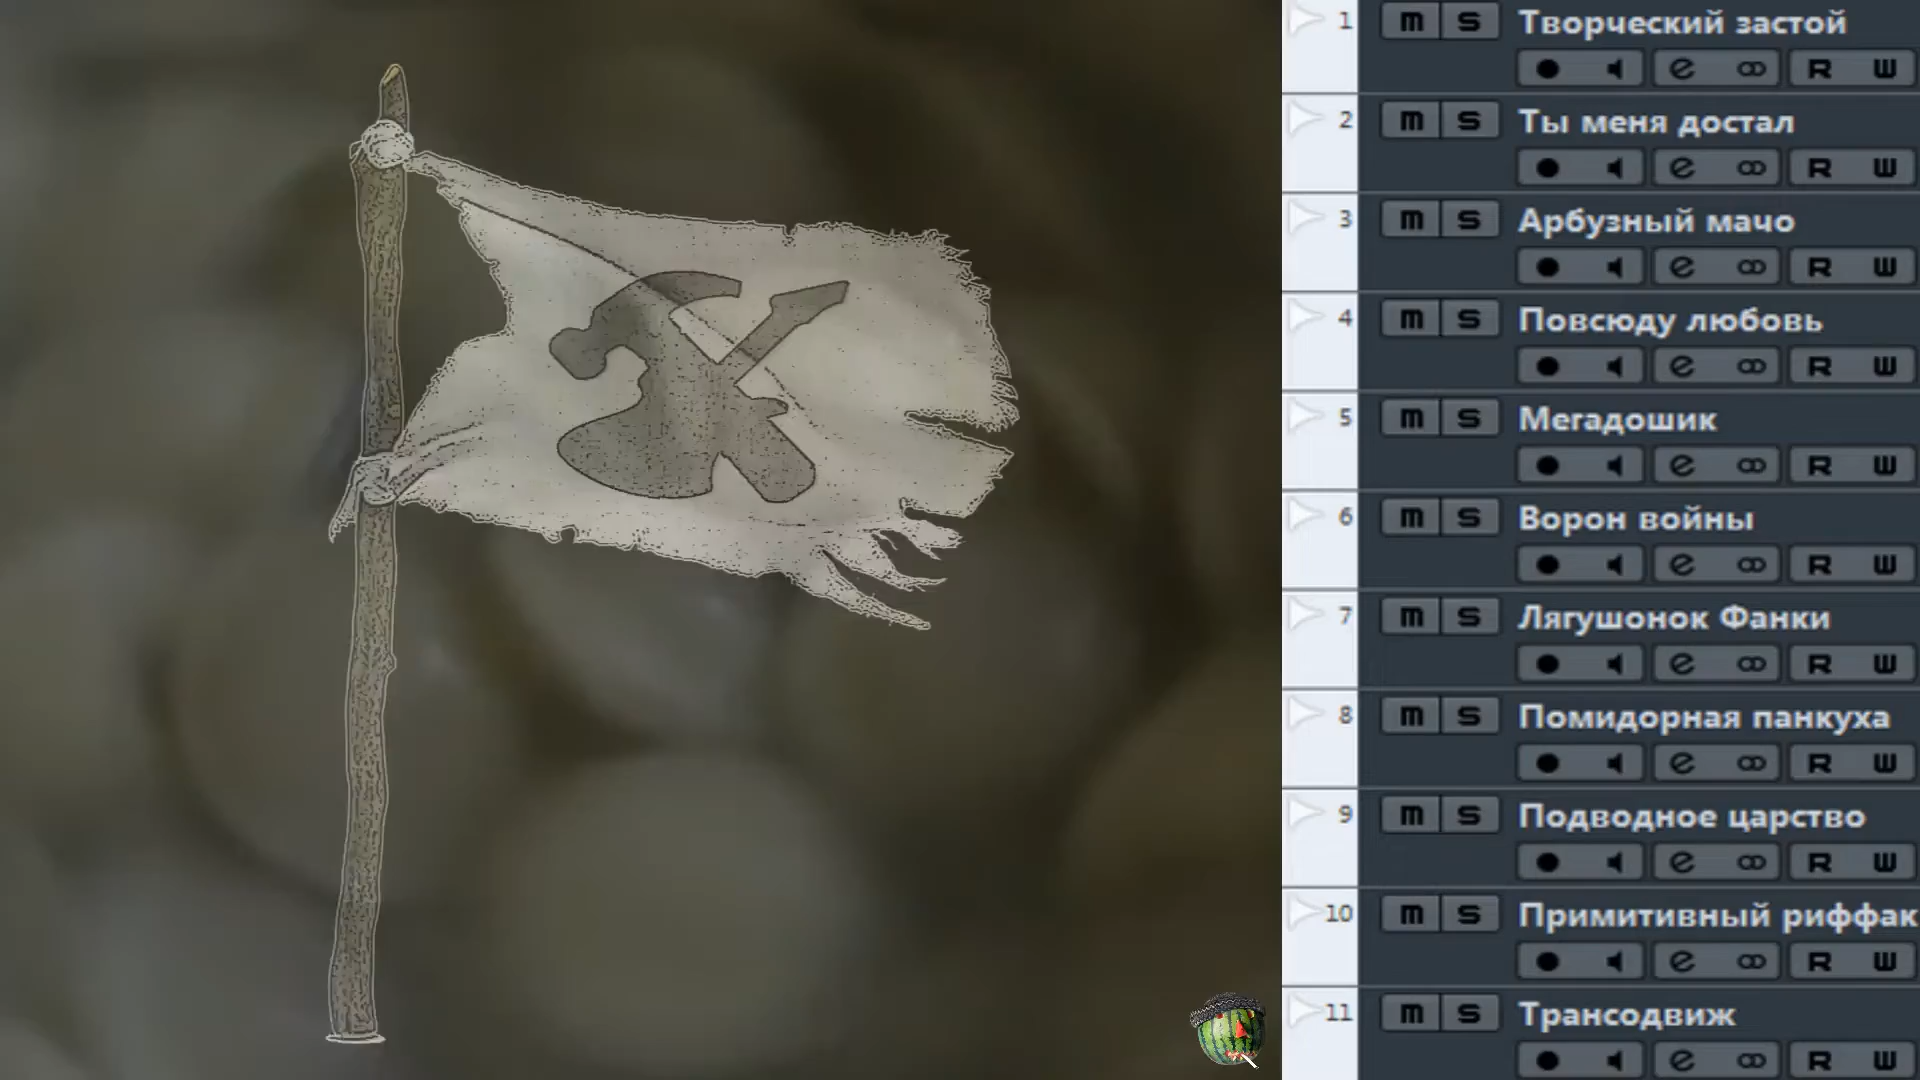 1 m S Творческий застой
e R W
2 m S Ты меня достал
e R W
3 m S Арбузный мачо
e R W
4 m S Повсюду любовь
e R W
5 m S Мегадошик
e R W
6 m S Ворон войны
e R W
7 m S Лягушонок Фанки
e R W
8 m S Помидорная панкуха
e R W
9 m S Подводное царство
e R W
10 m S Примитивный риффак
e R W
11 m S Трансодвиж
e R W